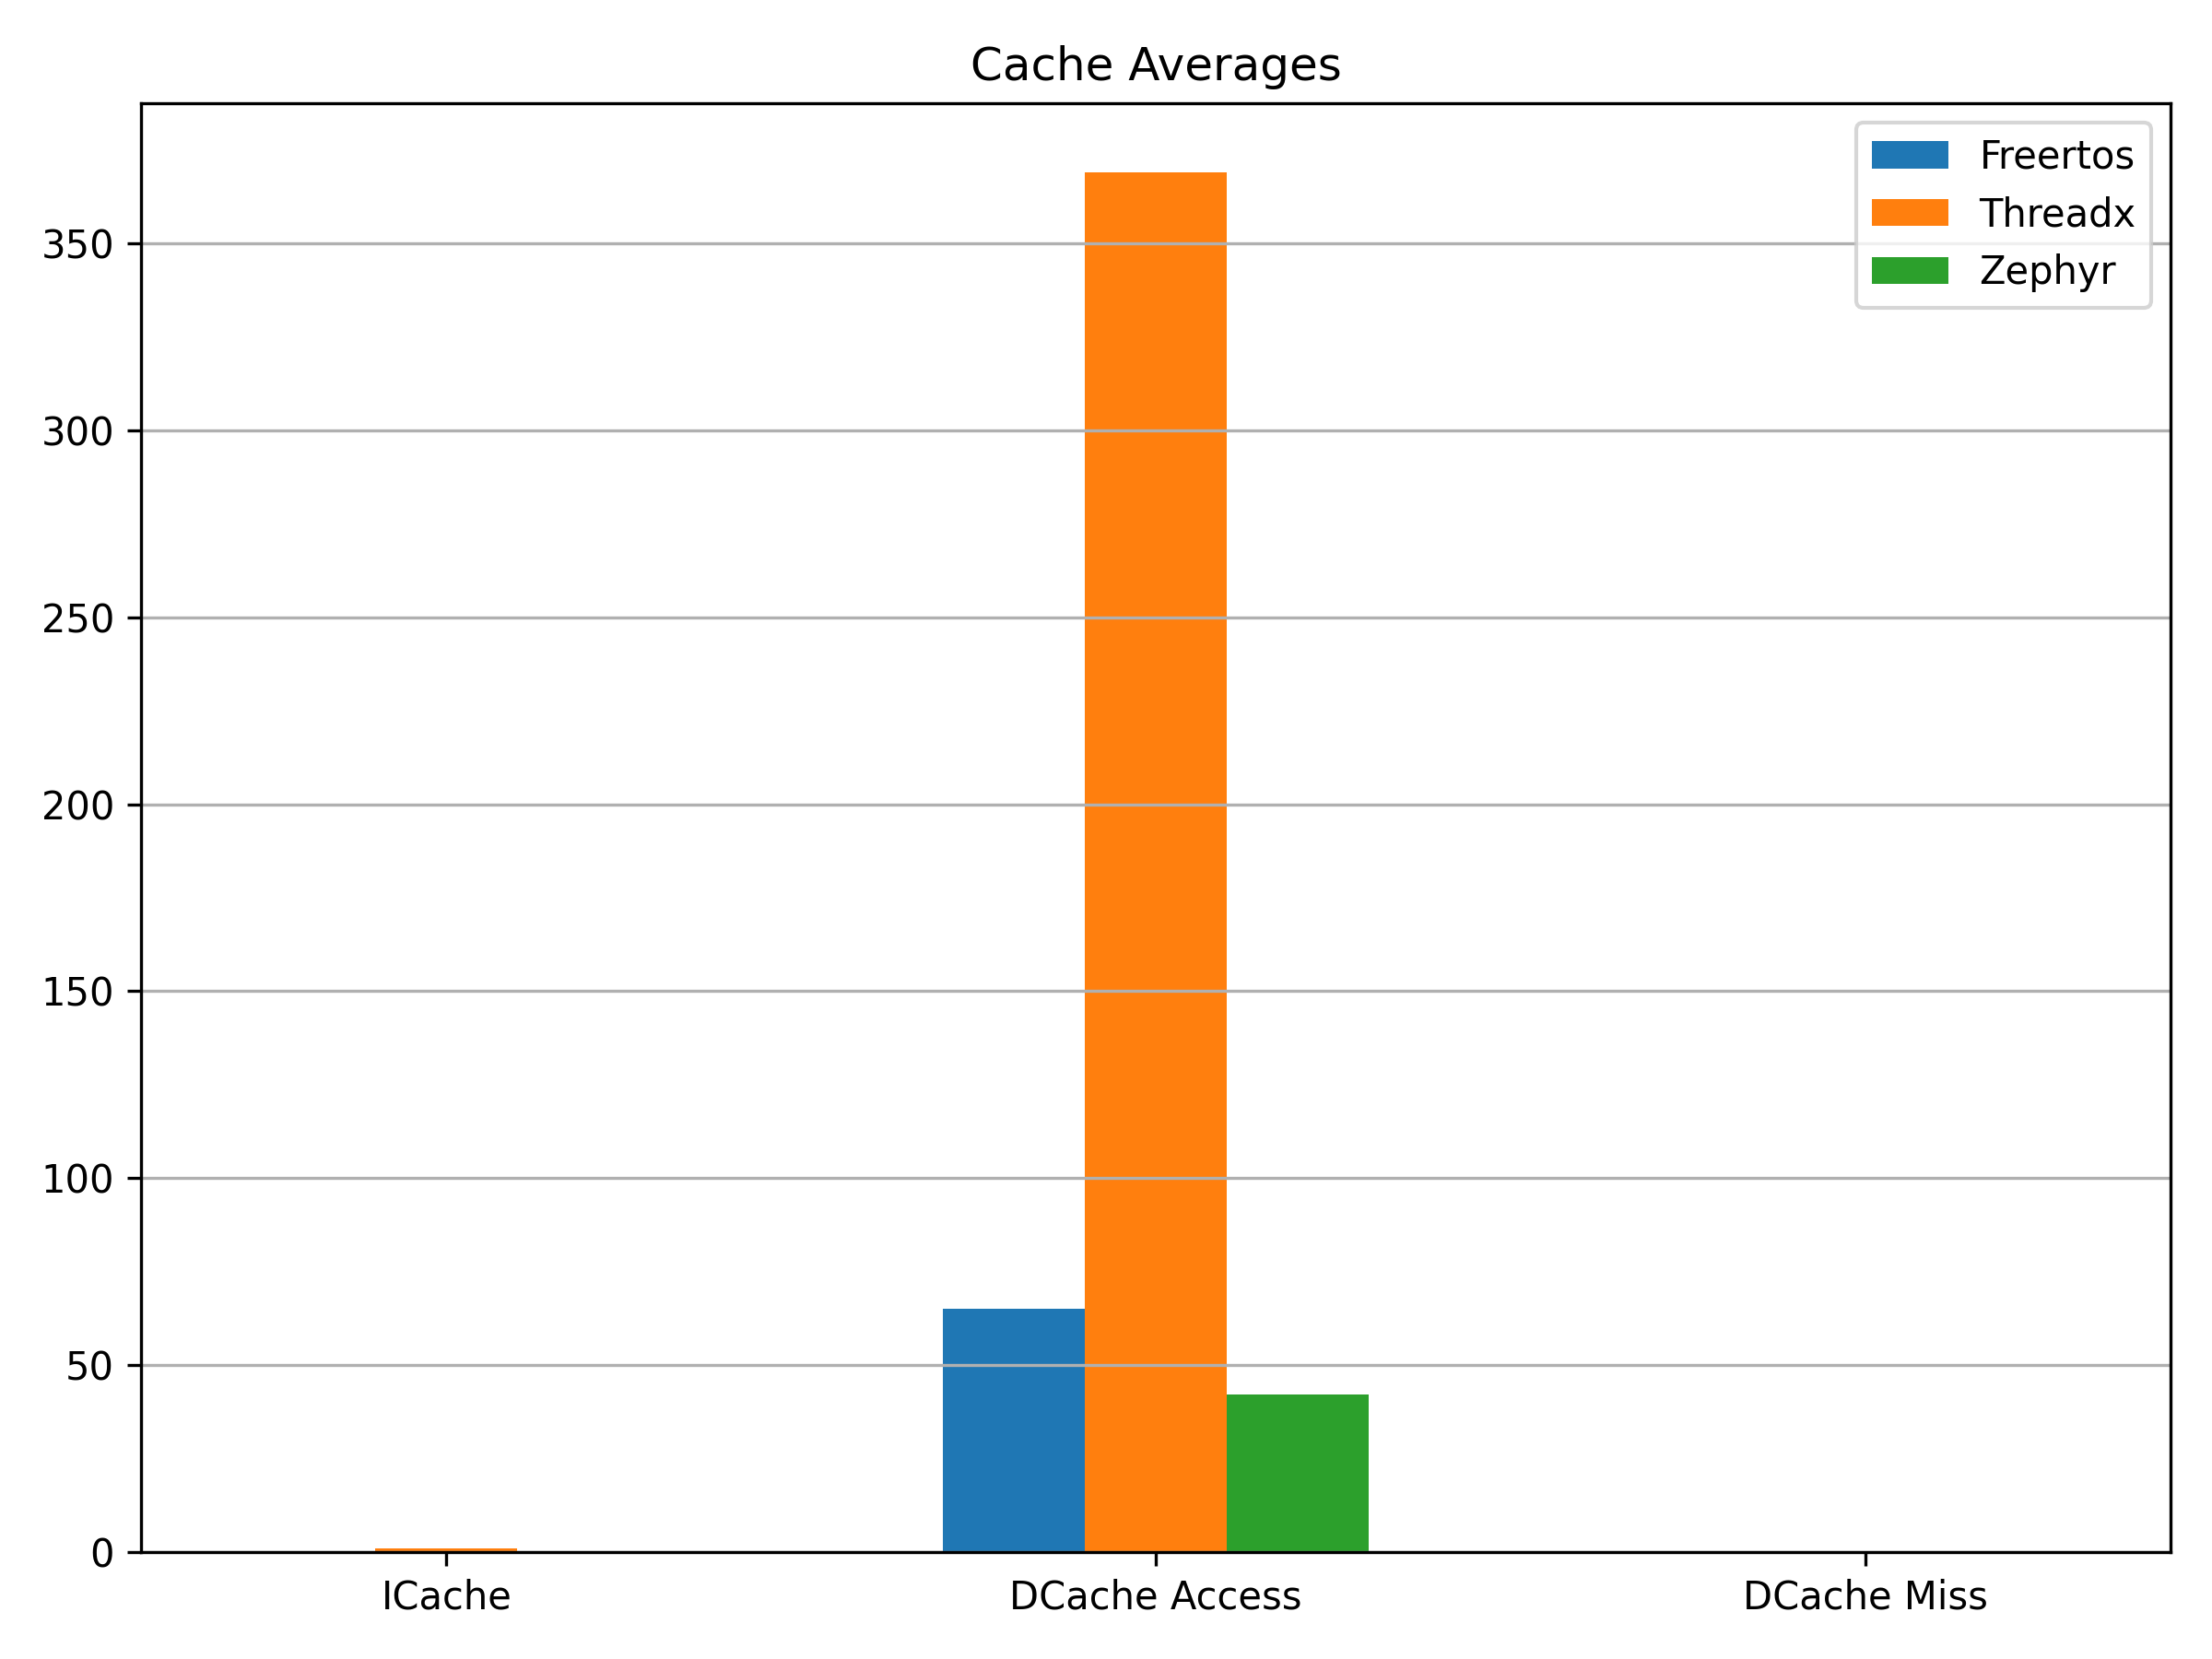 Cache Averages
Freertos
Threadx
Zephyr
350
300
250
200
150
100
50
0
ICache
DCache Access
DCache Miss